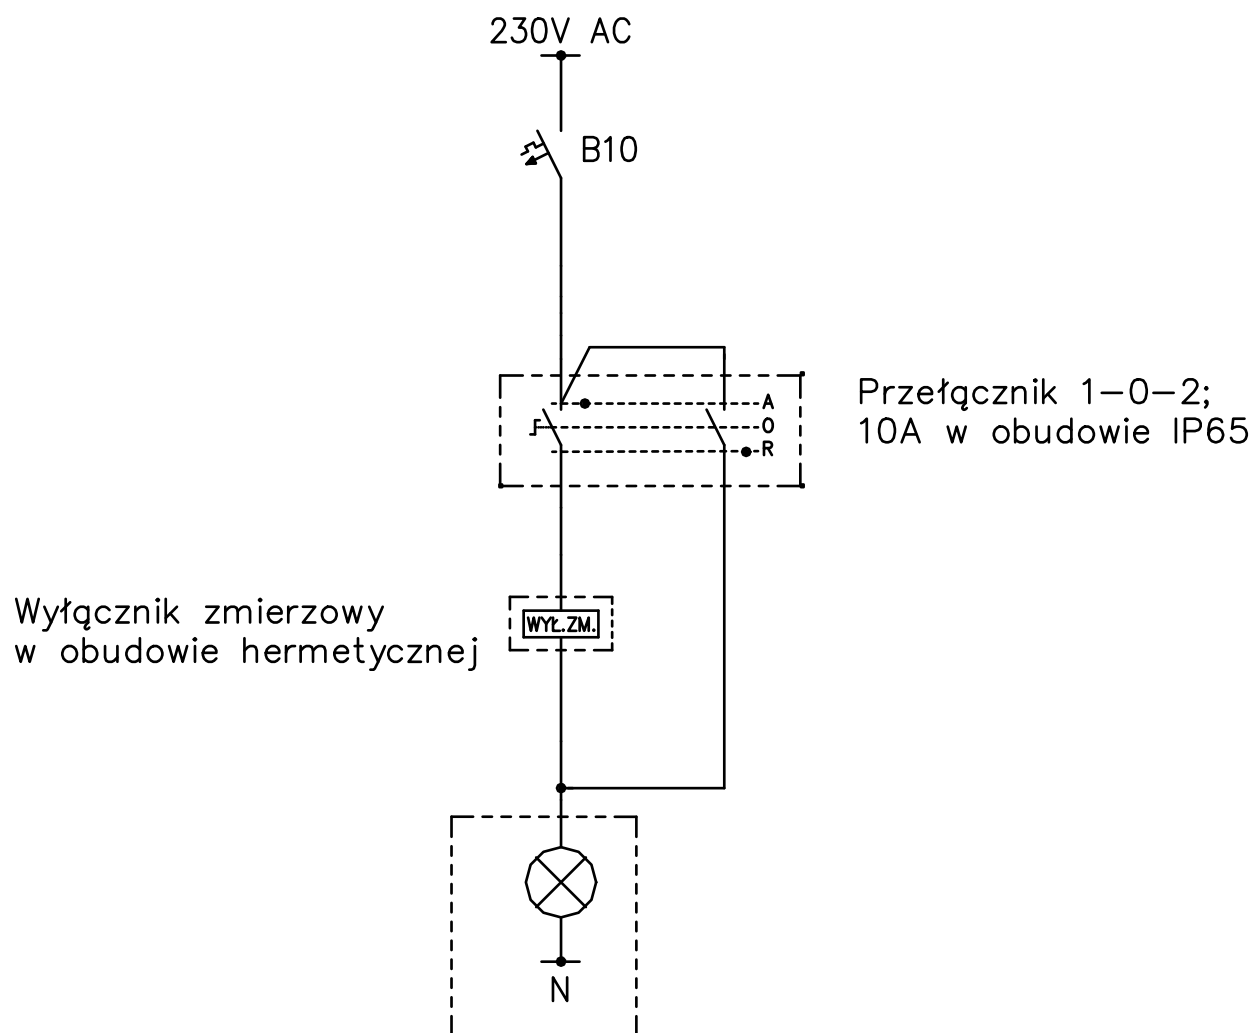 230V AC
B10
Przełącznik 1-0-2;
10A w obudowie IP65
A
0
R
Wyłącznik zmierzowy
w obudowie hermetycznej
WYŁ.ZM.
N